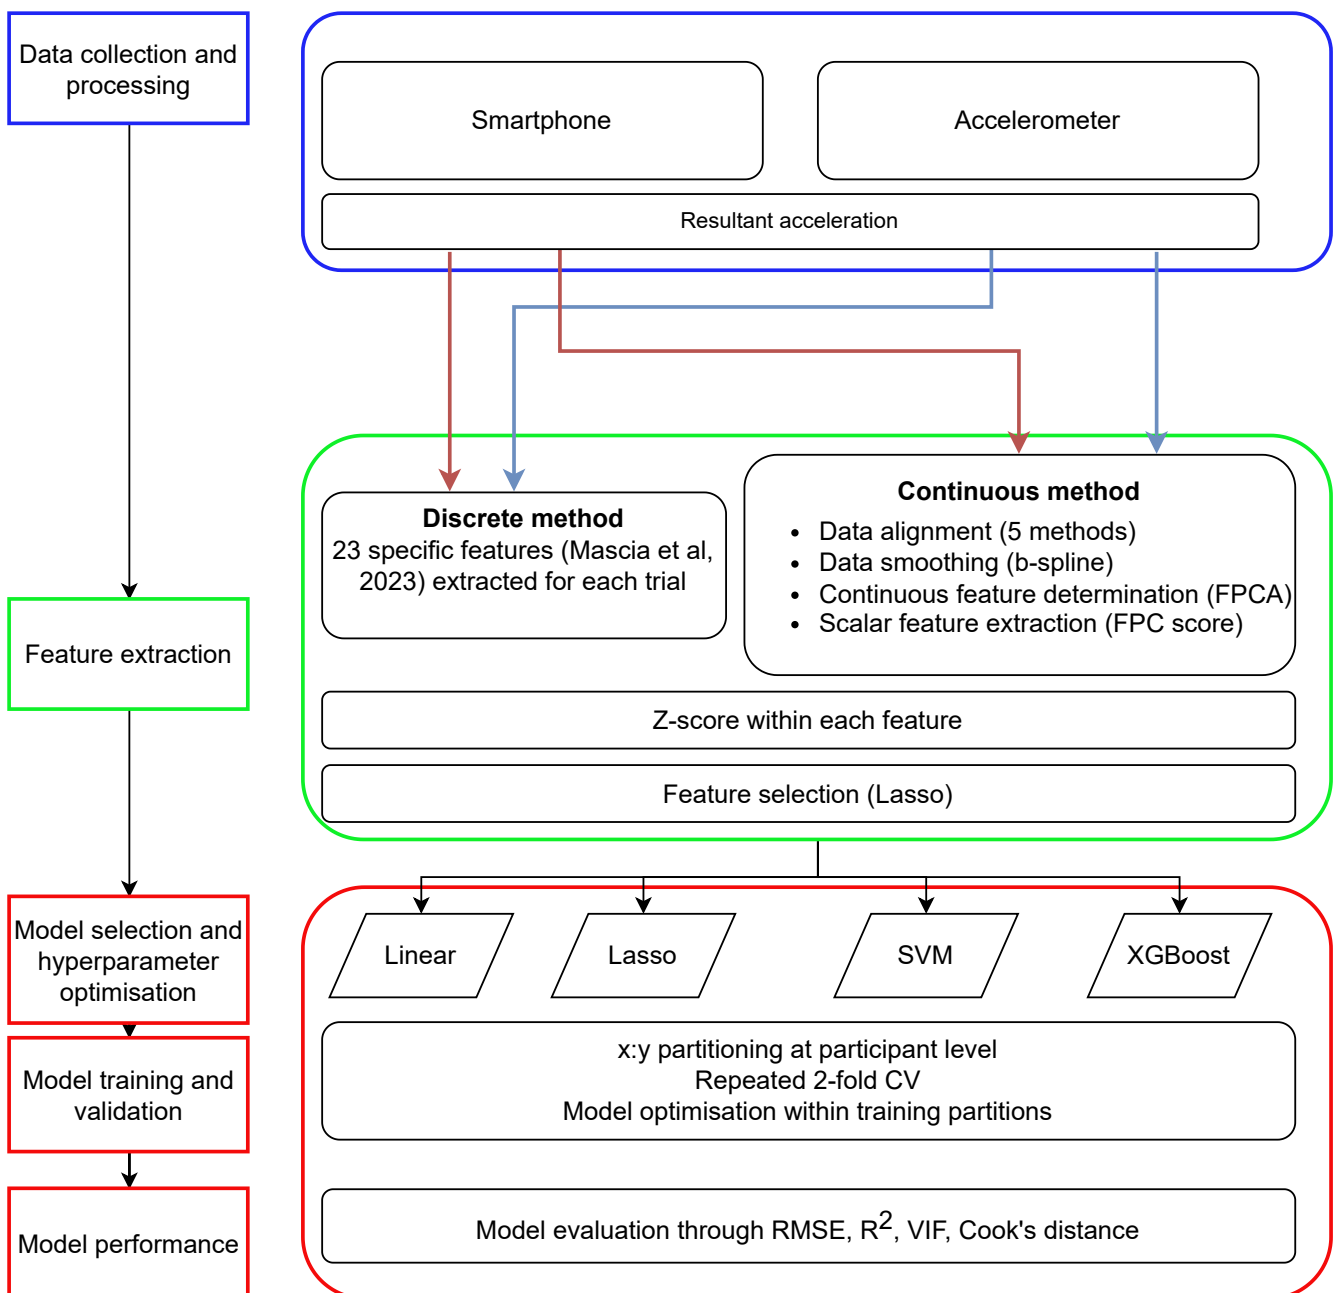 Data collection and
processing
Smartphone
Accelerometer
Resultant acceleration
Discrete method
23 specific features (Mascia et al,
2023) extracted for each trial
Continuous method
• Data alignment (5 methods)
• Data smoothing (b-spline)
• Continuous feature determination (FPCA)
• Scalar feature extraction (FPC score)
Feature extraction
Z-score within each feature
Feature selection (Lasso)
Model selection and
hyperparameter
optimisation
Linear
Lasso
SVM
XGBoost
Model training and
validation
x:y partitioning at participant level
Repeated 2-fold CV
Model optimisation within training partitions
Model performance
Model evaluation through RMSE, R², VIF, Cook's distance